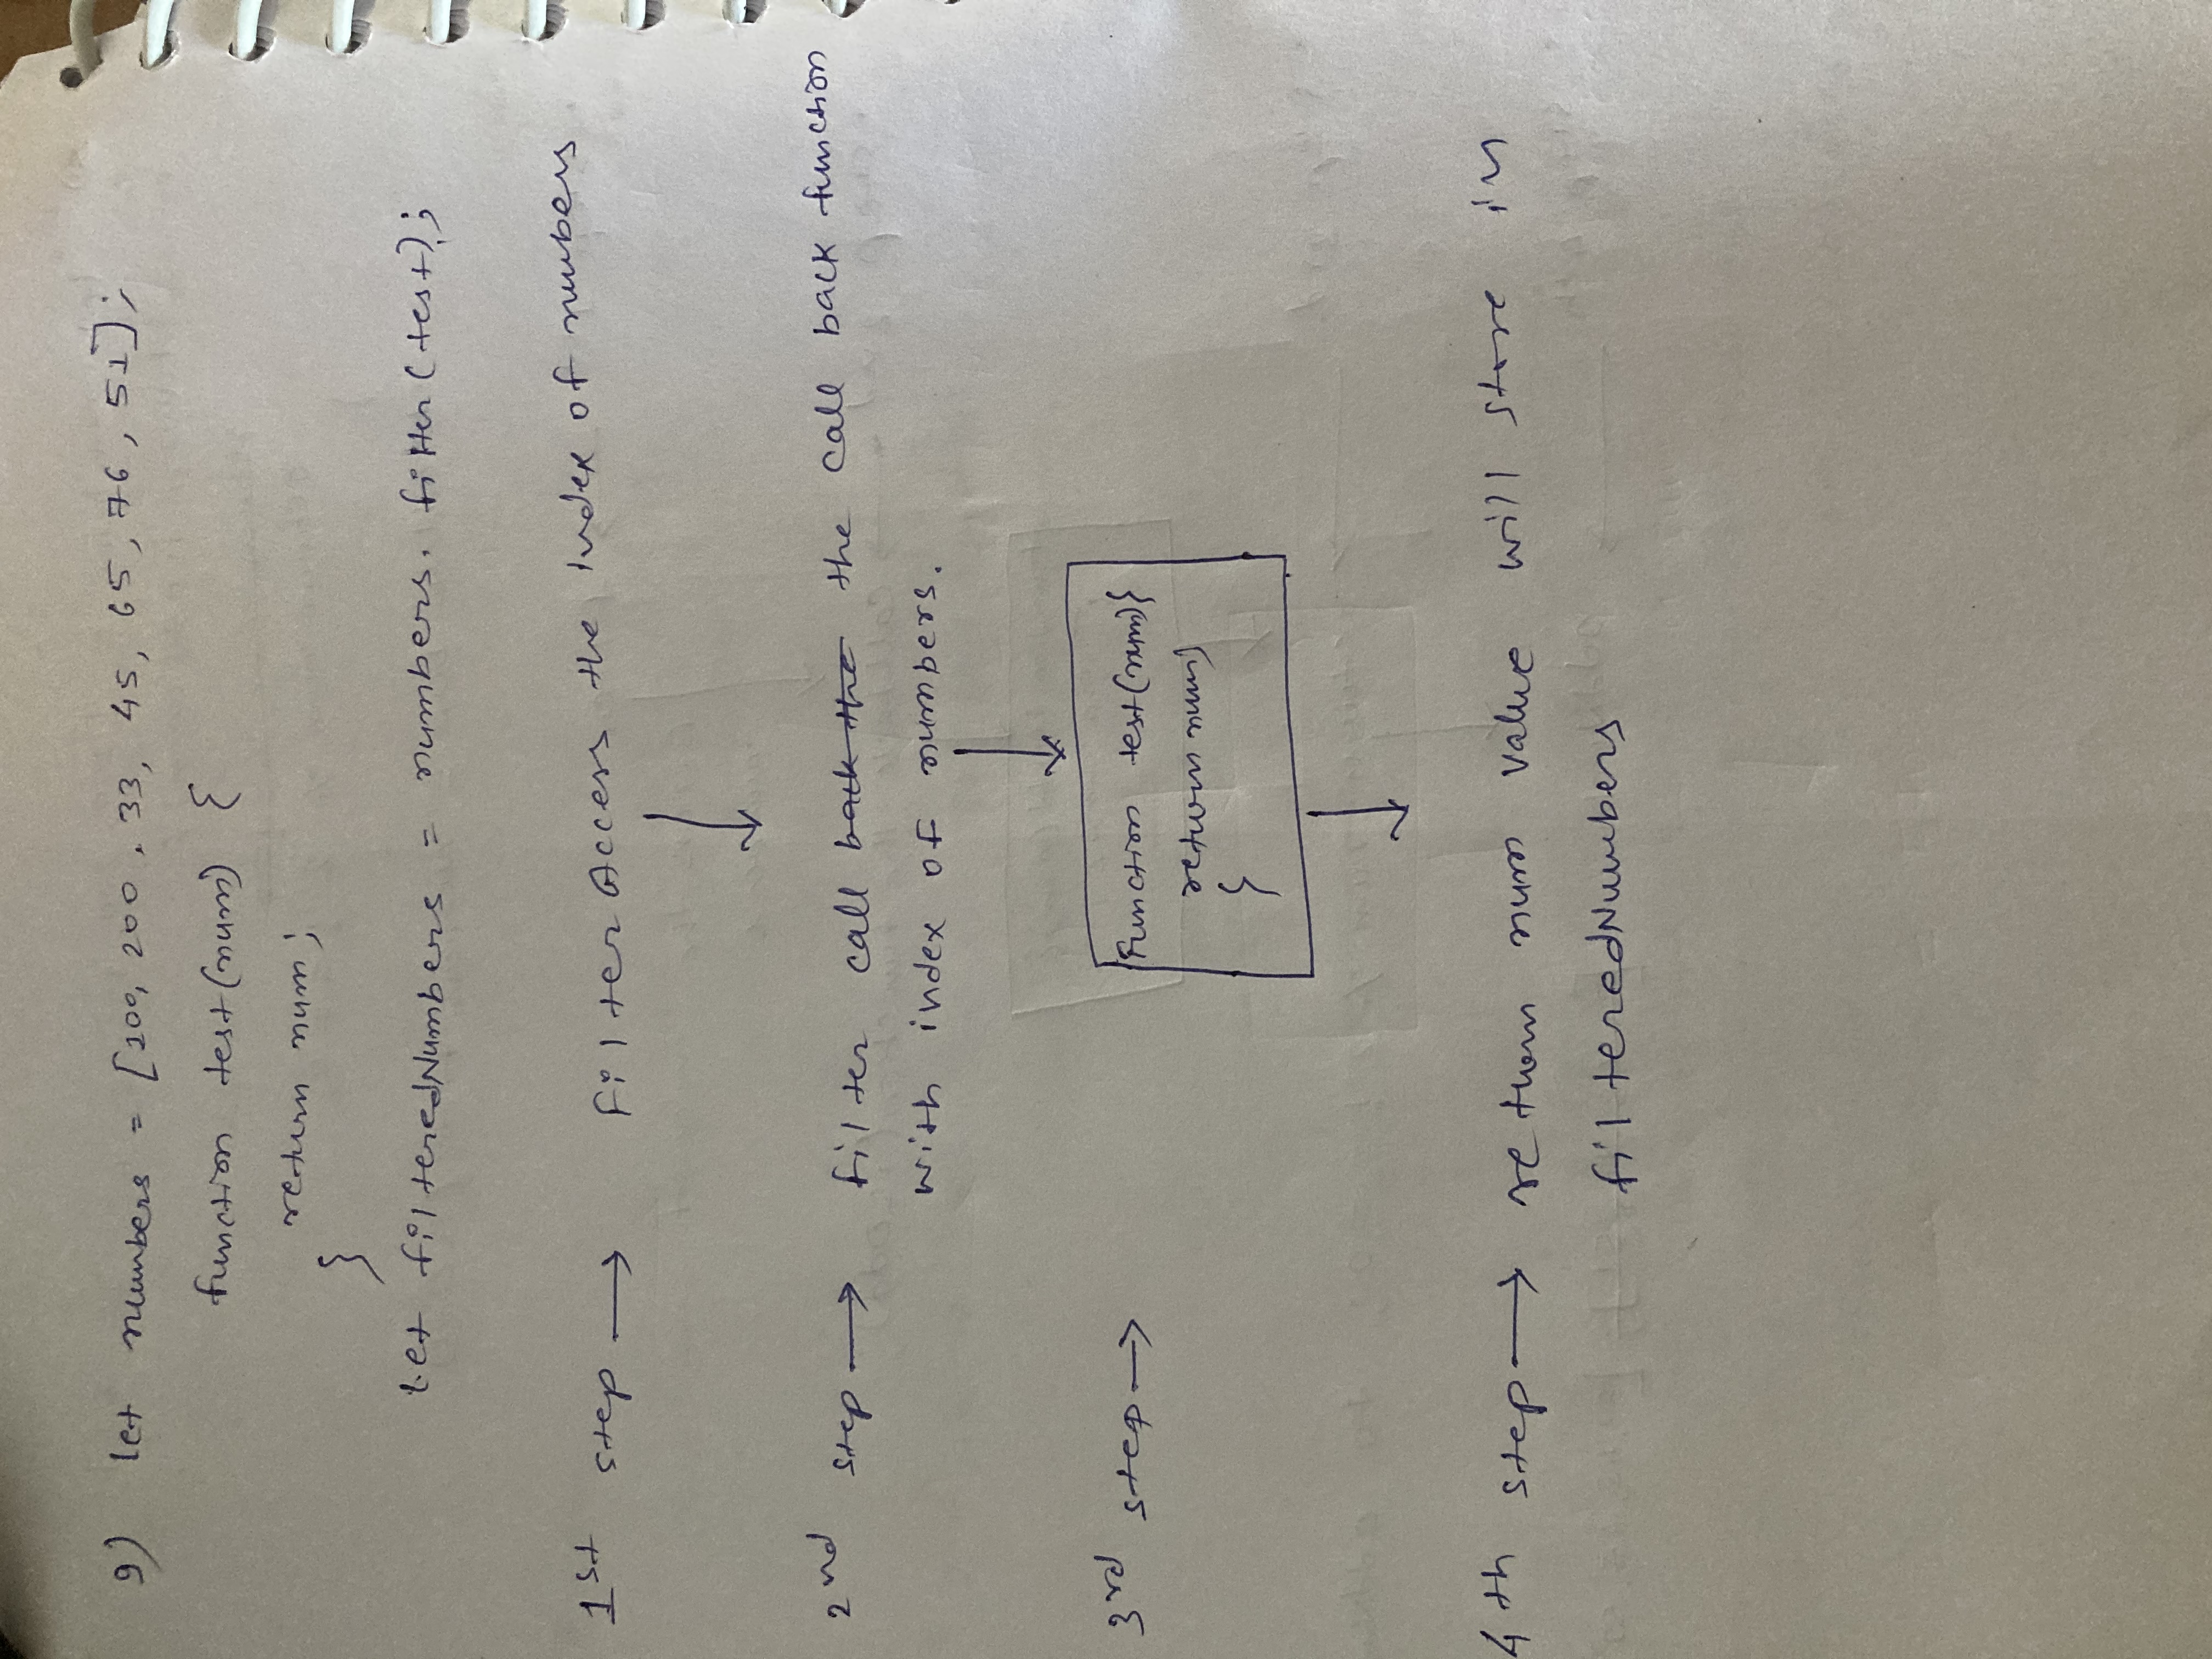 9) let numbers = [100, 200, 33, 45, 65, 76, 51];
function test(num) {
return num;
}
let filteredNumbers = numbers. filter(test);
1st step → Filter Access the Index of numbers
2nd step → filter call back the the call back function
with index of numbers.
3rd step →
Function test(num){
return num;
}
4th step → return num value will store in
filteredNumbers